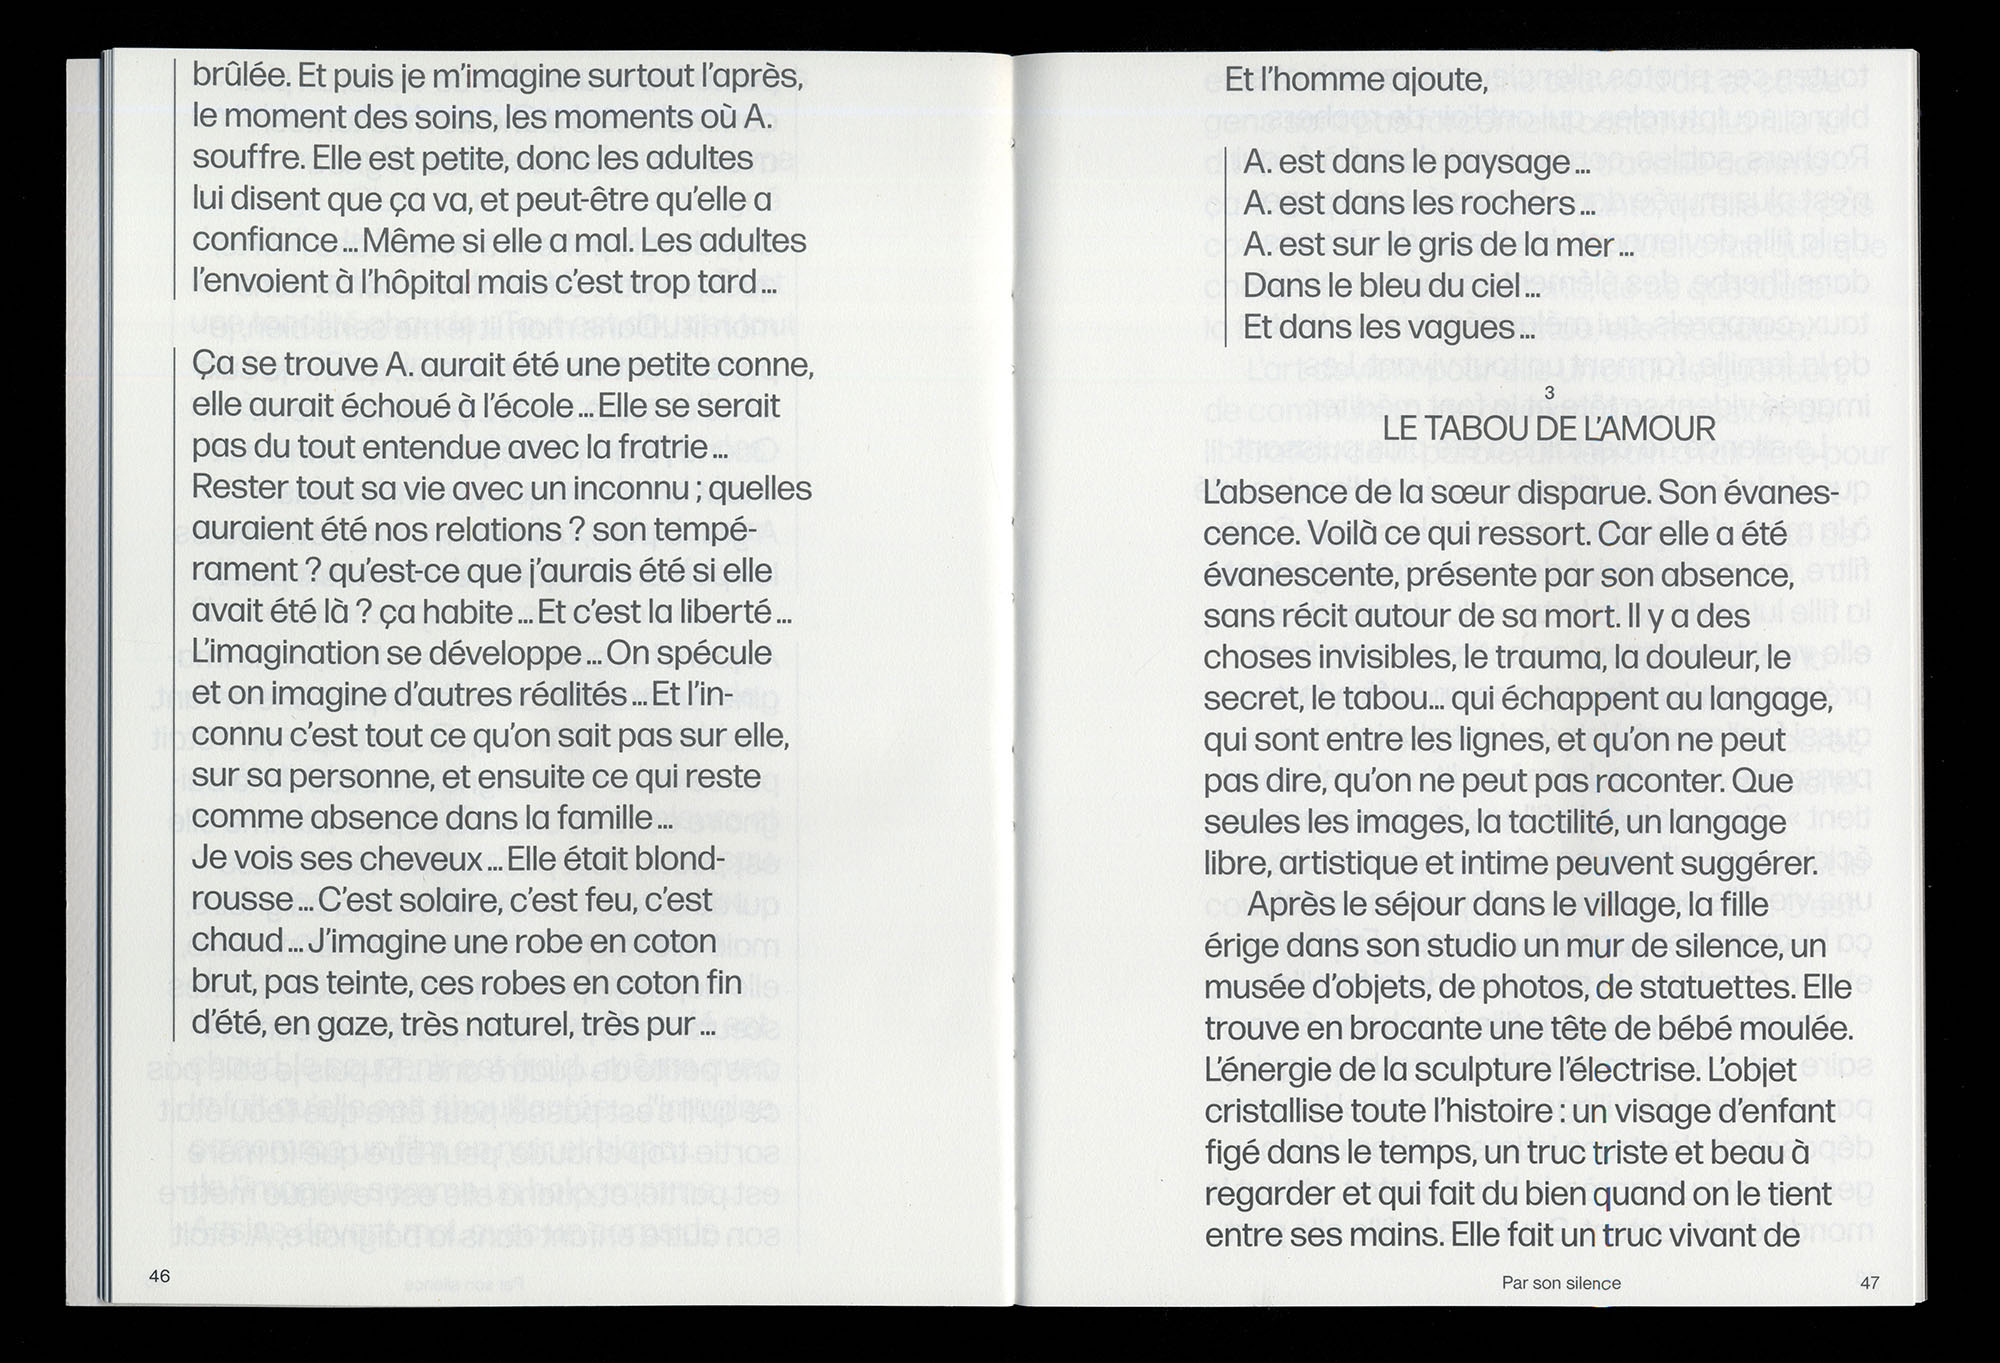 brûlée. Et puis je m’imagine surtout l’après,
le moment des soins, les moments où A.
souffre. Elle est petite, donc les adultes
lui disent que ça va, et peut-être qu’elle a
confiance… Même si elle a mal. Les adultes
l’envoient à l’hôpital mais c’est trop tard…
Ça se trouve A. aurait été une petite conne,
elle aurait échoué à l’école… Elle se serait
pas du tout entendue avec la fratrie…
Rester tout sa vie avec un inconnu ; quelles
auraient été nos relations ? son tempé-
rament ? qu’est-ce que j’aurais été si elle
avait été là ? ça habite… Et c’est la liberté…
L’imagination se développe… On spécule
et on imagine d’autres réalités … Et l’in-
connu c’est tout ce qu’on sait pas sur elle,
sur sa personne, et ensuite ce qui reste
comme absence dans la famille…
Je vois ses cheveux … Elle était blond-
rousse… C’est solaire, c’est feu, c’est
chaud… J’imagine une robe en coton
brut, pas teinte, ces robes en coton fin
d’été, en gaze, très naturel, très pur…
46
Et l’homme ajoute,
A. est dans le paysage…
A. est dans les rochers…
A. est sur le gris de la mer…
Dans le bleu du ciel…
Et dans les vagues…
3
LE TABOU DE L’AMOUR
L’absence de la sœur disparue. Son évanes-
cence. Voilà ce qui ressort. Car elle a été
évanescente, présente par son absence,
sans récit autour de sa mort. Il y a des
choses invisibles, le trauma, la douleur, le
secret, le tabou… qui échappent au langage,
qui sont entre les lignes, et qu’on ne peut
pas dire, qu’on ne peut pas raconter. Que
seules les images, la tactilité, un langage
libre, artistique et intime peuvent suggérer.
Après le séjour dans le village, la fille
érige dans son studio un mur de silence, un
musée d’objets, de photos, de statuettes. Elle
trouve en brocante une tête de bébé moulée.
L’énergie de la sculpture l’électrise. L’objet
cristallise toute l’histoire : un visage d’enfant
figé dans le temps, un truc triste et beau à
regarder et qui fait du bien quand on le tient
entre ses mains. Elle fait un truc vivant de
Par son silence
47